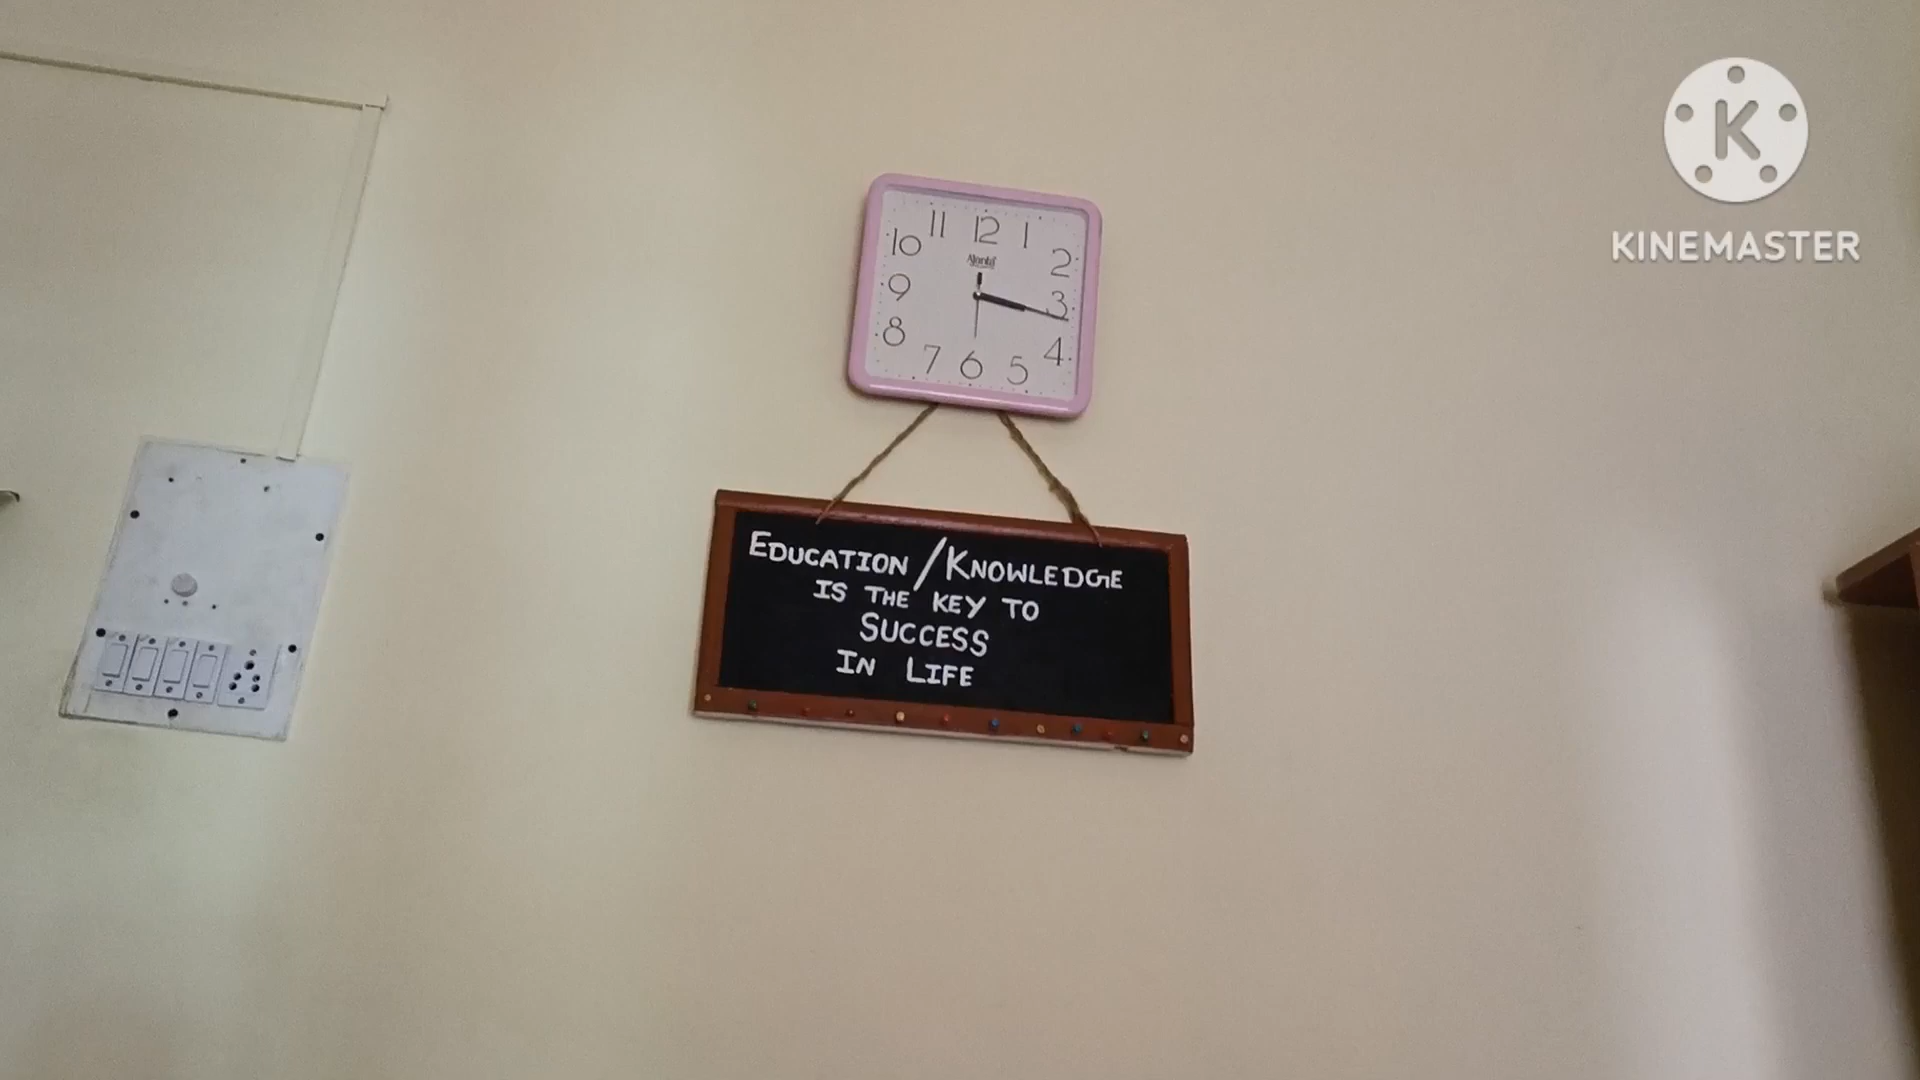 K
KINEMASTER
11 12 1
10 2
9 3
8 4
7 6 5
Ajanta
EDUCATION/KNOWLEDGE
IS THE KEY TO
SUCCESS
IN LIFE